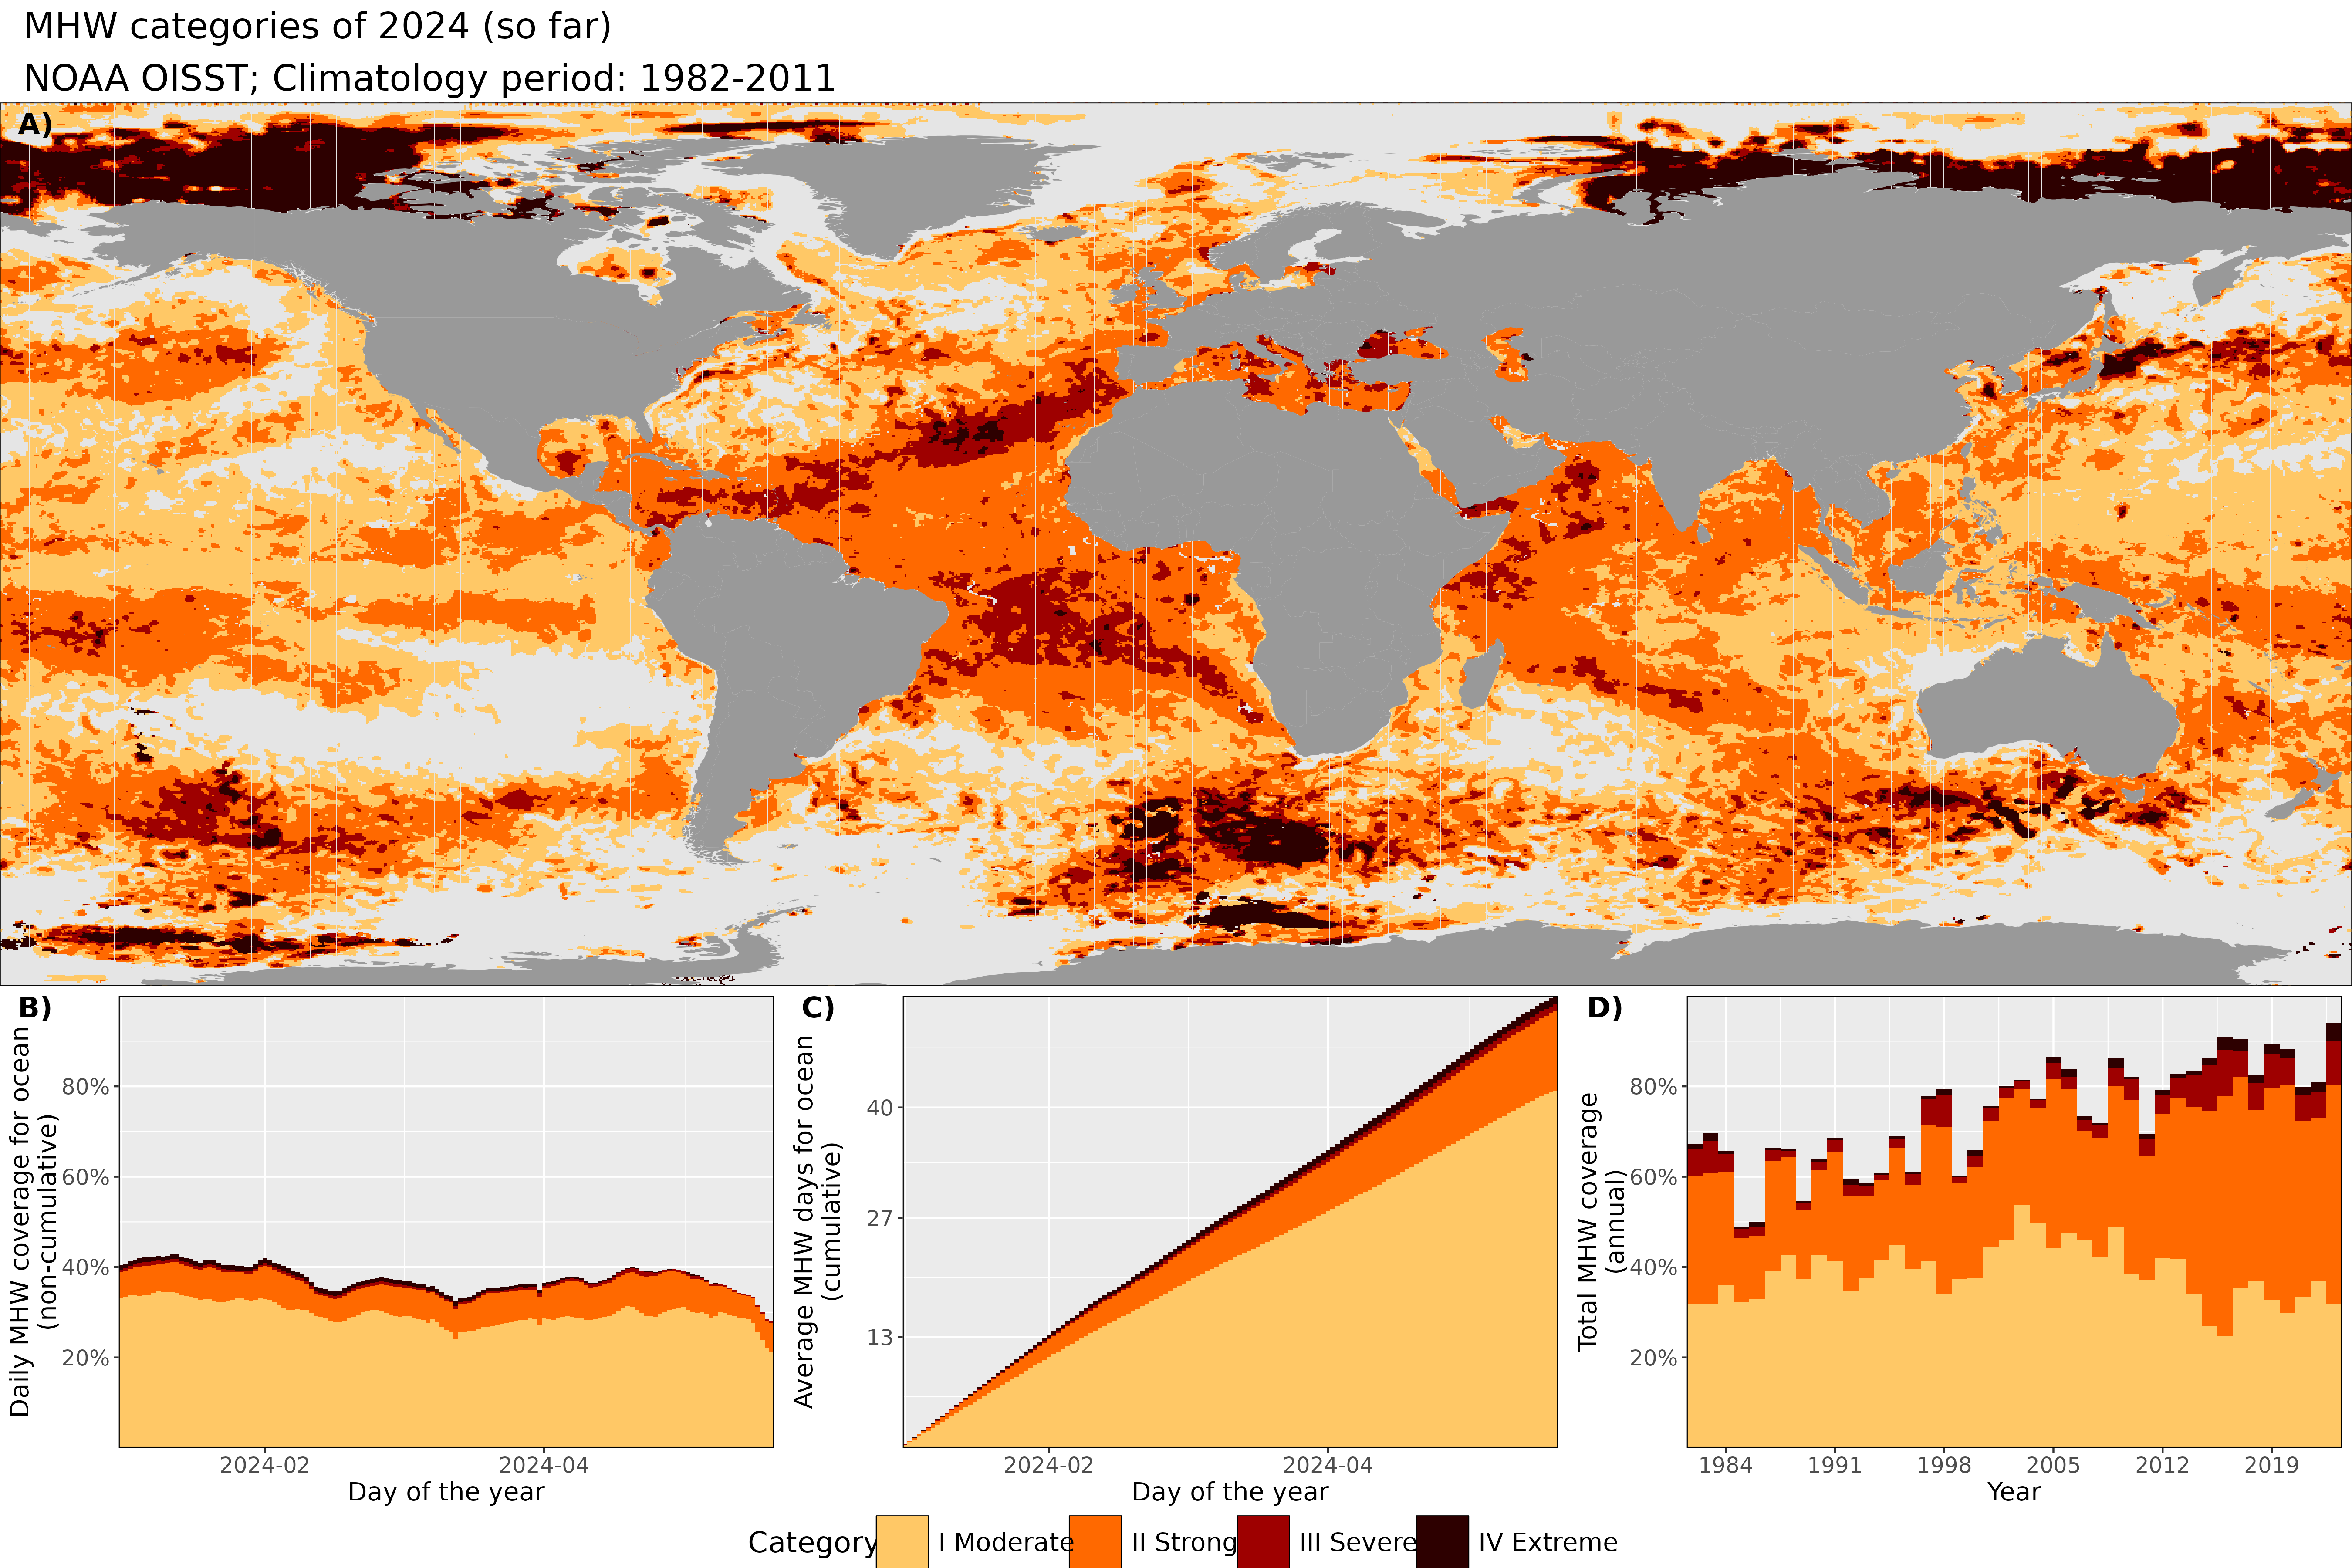 MHW categories of 2024 (so far)
NOAA OISST; Climatology period: 1982-2011
A)
B)
Daily MHW coverage for ocean
(non-cumulative)
80%
60%
40%
20%
2024-02
2024-04
Day of the year
C)
Average MHW days for ocean
(cumulative)
40
27
13
2024-02
2024-04
Day of the year
D)
Total MHW coverage
(annual)
80%
60%
40%
20%
1984
1991
1998
2005
2012
2019
Year
Category
I Moderate
II Strong
III Severe
IV Extreme